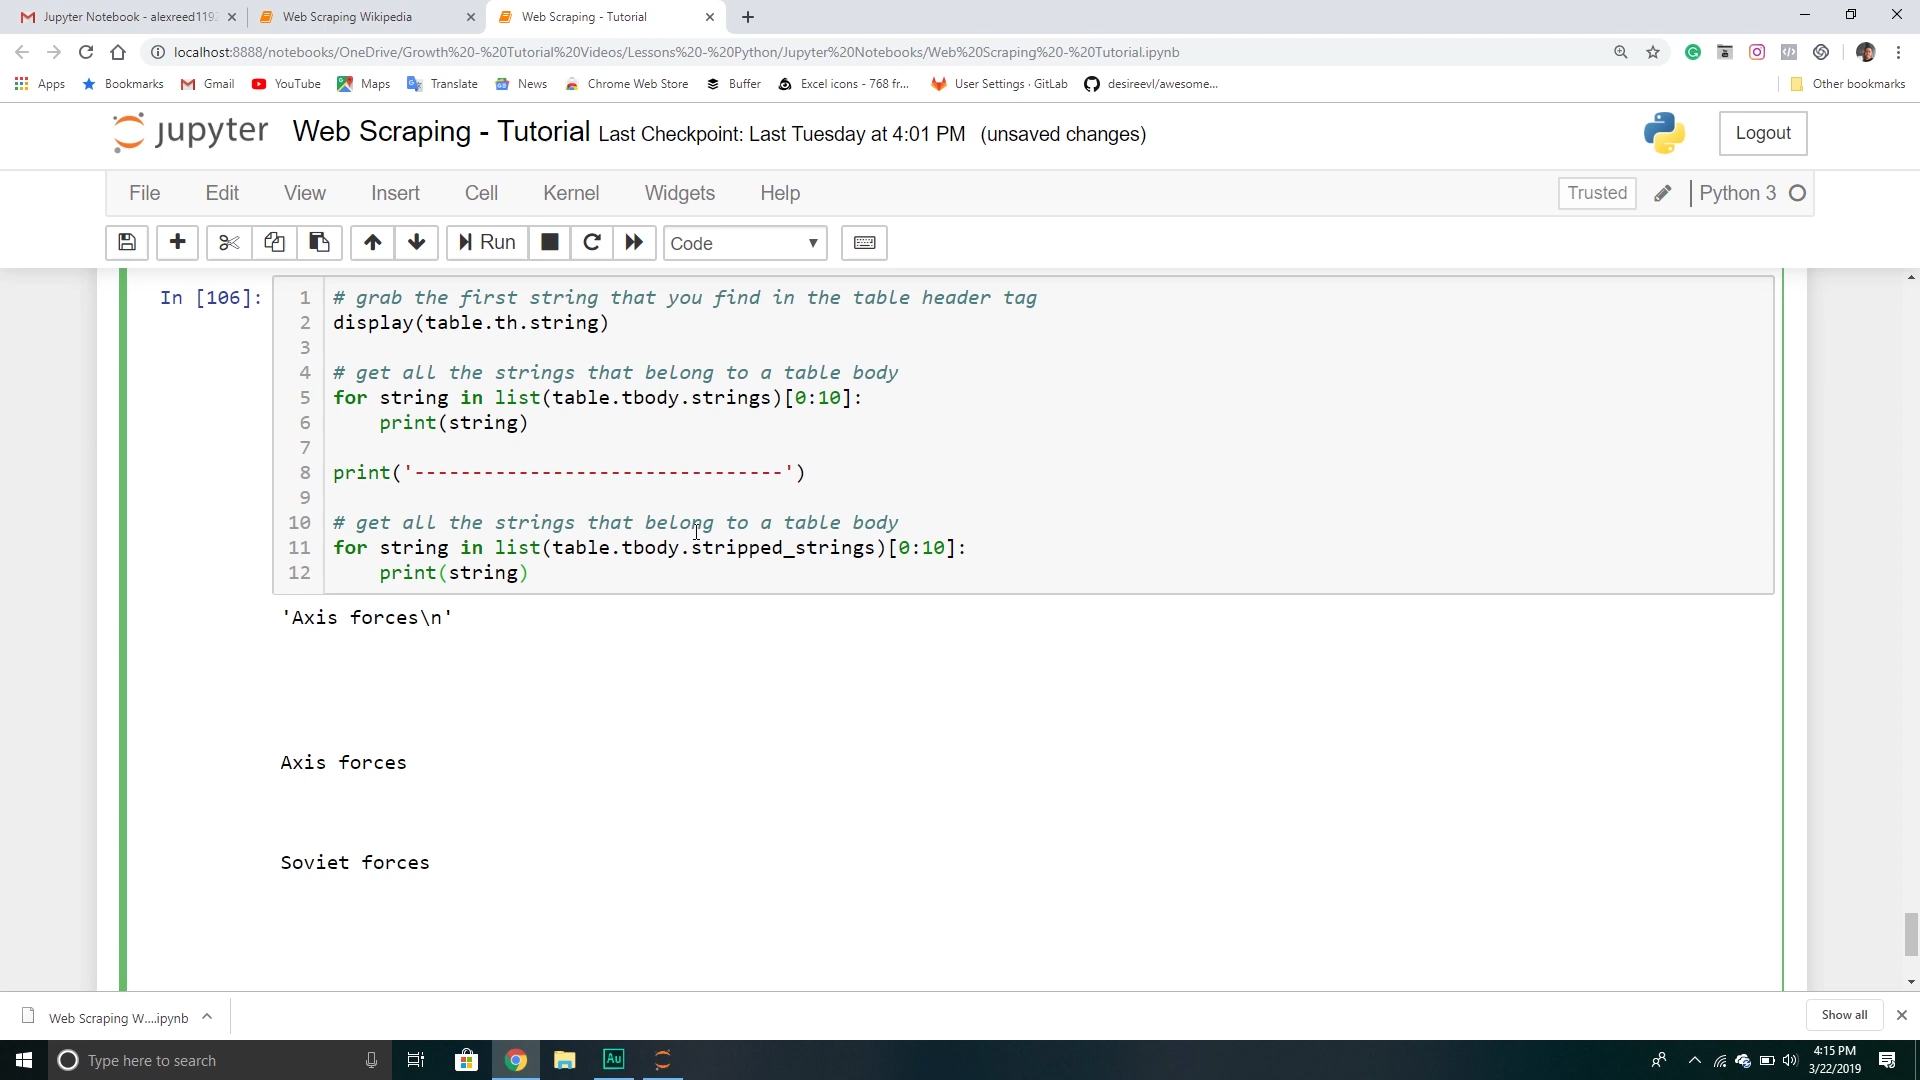 Jupyter Notebook - alexreed119
Web Scraping Wikipedia
Web Scraping - Tutorial
localhost:8888/notebooks/OneDrive/Growth%20-%20Tutorial%20Videos/Lessons%20-%20Python/Jupyter%20Notebooks/Web%20Scraping%20-%20Tutorial.ipynb
Apps Bookmarks Gmail YouTube Maps Translate News Chrome Web Store Buffer Excel icons - 768 fr... User Settings · GitLab desireevl/awesome... Other bookmarks
jupyter Web Scraping - Tutorial Last Checkpoint: Last Tuesday at 4:01 PM (unsaved changes) Logout
File Edit View Insert Cell Kernel Widgets Help Trusted Python 3
Run Code
In [106]: 1 # grab the first string that you find in the table header tag
2 display(table.th.string)
3
4 # get all the strings that belong to a table body
5 for string in list(table.tbody.strings)[0:10]:
6 print(string)
7
8 print('--------------------------------')
9
10 # get all the strings that belong to a table body
11 for string in list(table.tbody.stripped_strings)[0:10]:
12 print(string)
'Axis forces\n'
Axis forces
Soviet forces
Web Scraping W....ipynb Show all
Type here to search Au 4:15 PM
3/22/2019